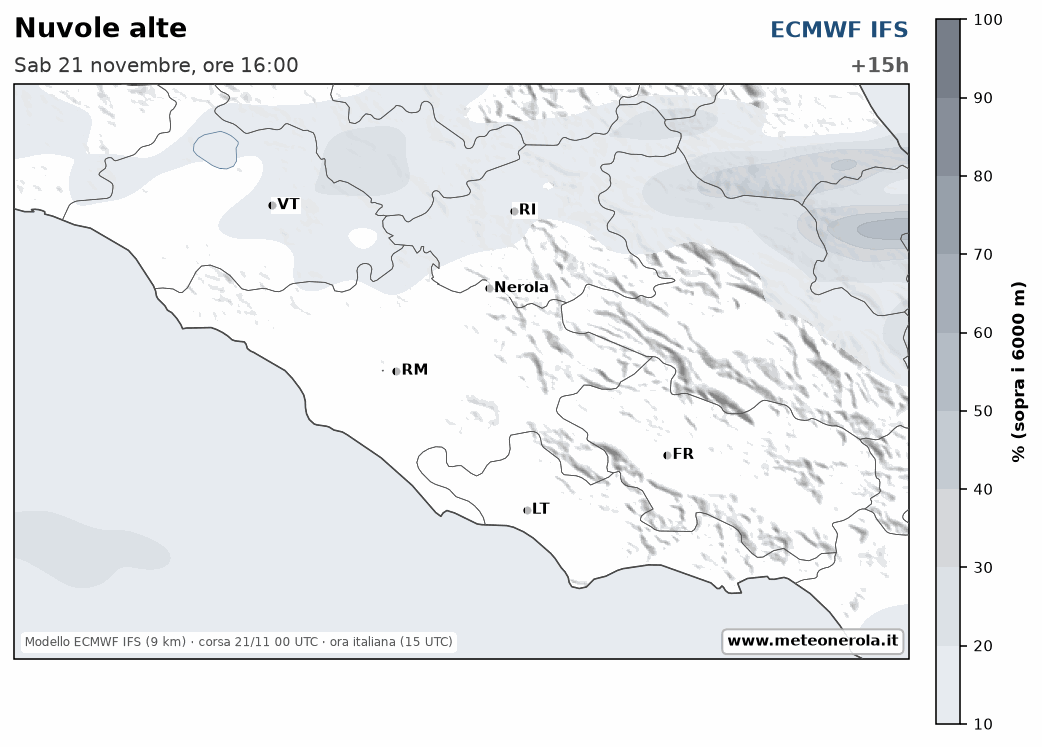 Nuvole alte
ECMWF IFS
Sab 21 novembre, ore 16:00
+15h
VT
RI
Nerola
RM
FR
LT
Modello ECMWF IFS (9 km) · corsa 21/11 00 UTC · ora italiana (15 UTC)
www.meteonerola.it
100
90
80
70
60
50
40
30
20
10
% (sopra i 6000 m)